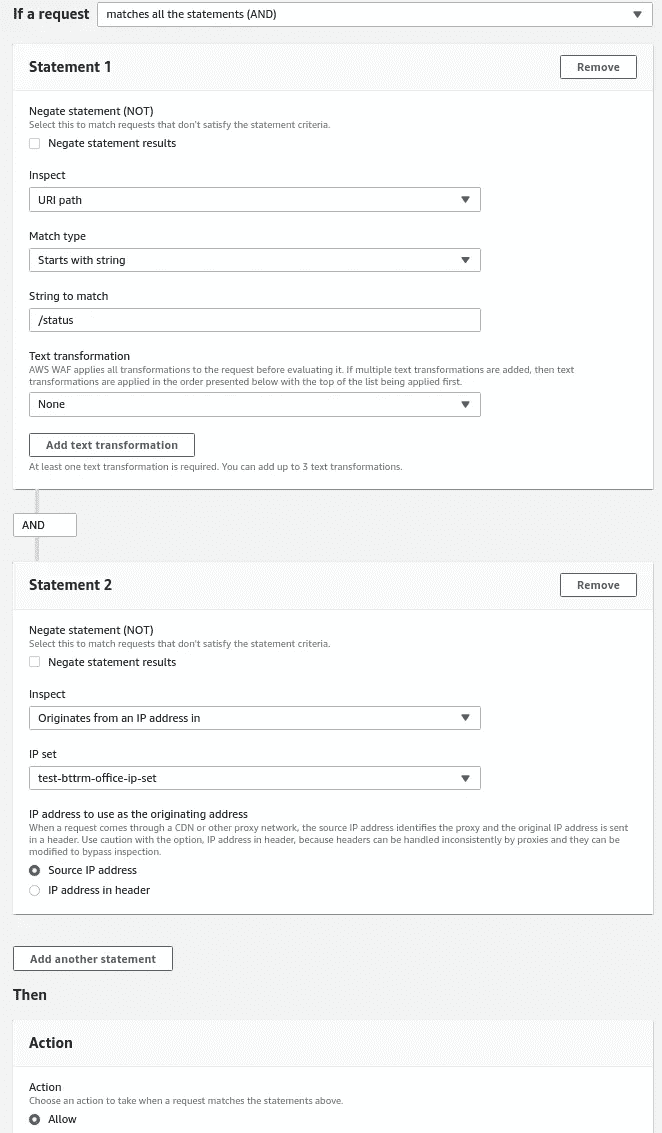 If a request matches all the statements (AND)
Statement 1
Remove
Negate statement (NOT)
Select this to match requests that don't satisfy the statement criteria.
Negate statement results
Inspect
URI path
Match type
Starts with string
String to match
/status
Text transformation
AWS WAF applies all transformations to the request before evaluating it. If multiple text transformations are added, then text
transformations are applied in the order presented below with the top of the list being applied first.
None
Add text transformation
At least one text transformation is required. You can add up to 3 text transformations.
AND
Statement 2
Remove
Negate statement (NOT)
Select this to match requests that don't satisfy the statement criteria.
Negate statement results
Inspect
Originates from an IP address in
IP set
test-bttrm-office-ip-set
IP address to use as the originating address
When a request comes through a CDN or other proxy network, the source IP address identifies the proxy and the original IP address is sent
in a header. Use caution with the option, IP address in header, because headers can be handled inconsistently by proxies and they can be
modified to bypass inspection.
Source IP address
IP address in header
Add another statement
Then
Action
Action
Choose an action to take when a request matches the statements above.
Allow